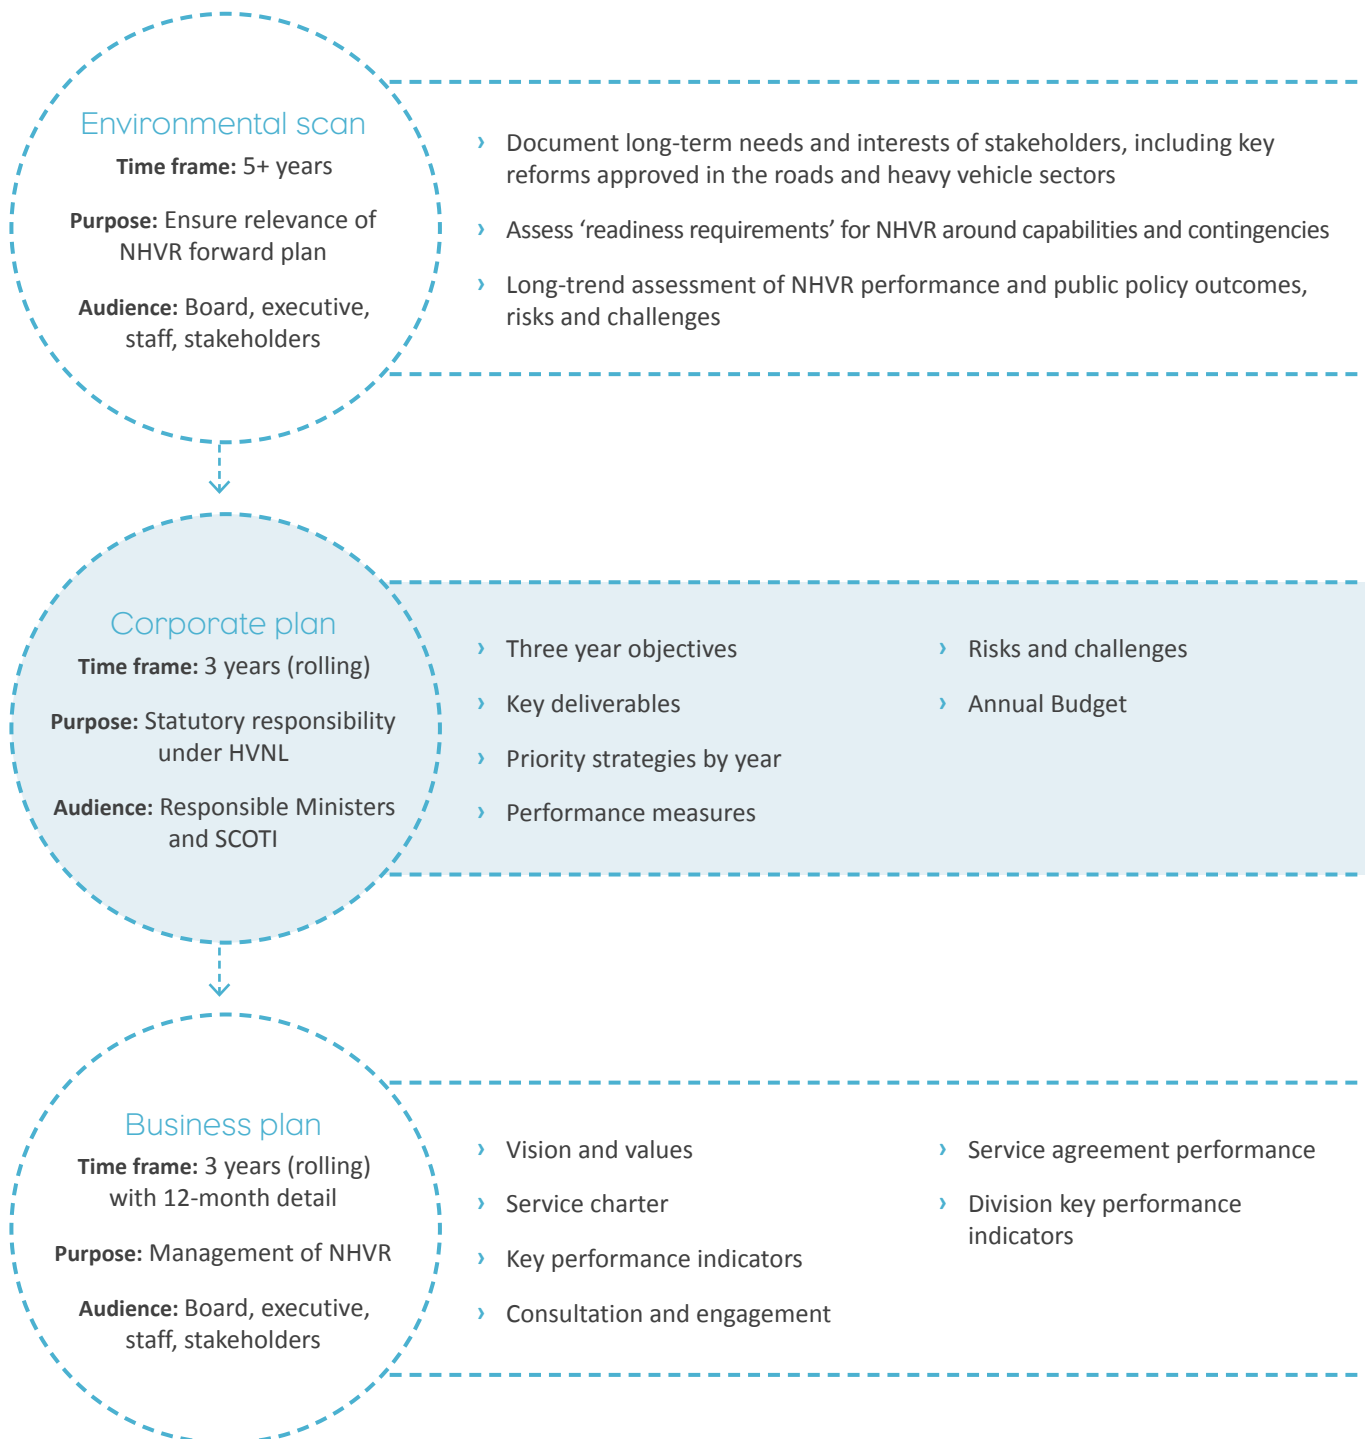 Environmental scan
Time frame: 5+ years
Purpose: Ensure relevance of
NHVR forward plan
Audience: Board, executive,
staff, stakeholders
› Document long-term needs and interests of stakeholders, including key
reforms approved in the roads and heavy vehicle sectors
› Assess ‘readiness requirements’ for NHVR around capabilities and contingencies
› Long-trend assessment of NHVR performance and public policy outcomes,
risks and challenges
Corporate plan
Time frame: 3 years (rolling)
Purpose: Statutory responsibility
under HVNL
Audience: Responsible Ministers
and SCOTI
› Three year objectives
› Key deliverables
› Priority strategies by year
› Performance measures
› Risks and challenges
› Annual Budget
Business plan
Time frame: 3 years (rolling)
with 12-month detail
Purpose: Management of NHVR
Audience: Board, executive,
staff, stakeholders
› Vision and values
› Service charter
› Key performance indicators
› Consultation and engagement
› Service agreement performance
› Division key performance
indicators